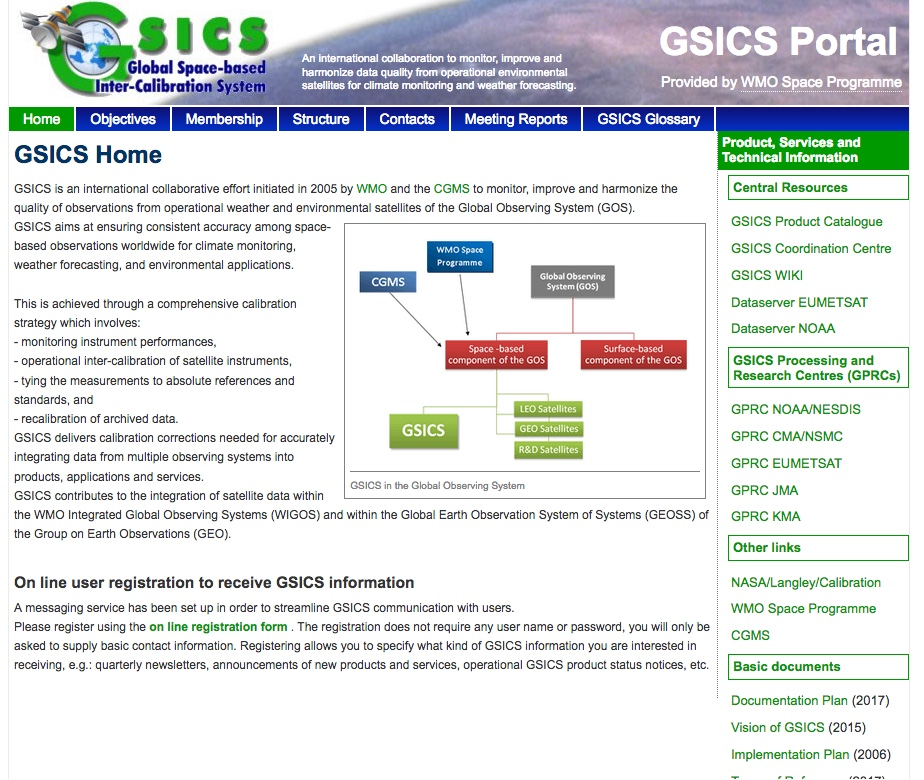 GSICS
Global Space-based
Inter-Calibration System
An international collaboration to monitor, improve and
harmonize data quality from operational environmental
satellites for climate monitoring and weather forecasting.
GSICS Portal
Provided by WMO Space Programme
Home Objectives Membership Structure Contacts Meeting Reports GSICS Glossary
GSICS Home
GSICS is an international collaborative effort initiated in 2005 by WMO and the CGMS to monitor, improve and harmonize the
quality of observations from operational weather and environmental satellites of the Global Observing System (GOS).
GSICS aims at ensuring consistent accuracy among space-
based observations worldwide for climate monitoring,
weather forecasting, and environmental applications.
This is achieved through a comprehensive calibration
strategy which involves:
- monitoring instrument performances,
- operational inter-calibration of satellite instruments,
- tying the measurements to absolute references and
standards, and
- recalibration of archived data.
GSICS delivers calibration corrections needed for accurately
integrating data from multiple observing systems into
products, applications and services.
GSICS contributes to the integration of satellite data within
the WMO Integrated Global Observing Systems (WIGOS) and within the Global Earth Observation System of Systems (GEOSS) of
the Group on Earth Observations (GEO).
WMO Space
Programme
CGMS
Global Observing
System (GOS)
Space -based
component of the GOS
Surface-based
component of the GOS
GSICS
LEO Satellites
GEO Satellites
R&D Satellites
GSICS in the Global Observing System
On line user registration to receive GSICS information
A messaging service has been set up in order to streamline GSICS communication with users.
Please register using the on line registration form . The registration does not require any user name or password, you will only be
asked to supply basic contact information. Registering allows you to specify what kind of GSICS information you are interested in
receiving, e.g.: quarterly newsletters, announcements of new products and services, operational GSICS product status notices, etc.
Product, Services and
Technical Information
Central Resources
GSICS Product Catalogue
GSICS Coordination Centre
GSICS WIKI
Dataserver EUMETSAT
Dataserver NOAA
GSICS Processing and
Research Centres (GPRCs)
GPRC NOAA/NESDIS
GPRC CMA/NSMC
GPRC EUMETSAT
GPRC JMA
GPRC KMA
Other links
NASA/Langley/Calibration
WMO Space Programme
CGMS
Basic documents
Documentation Plan (2017)
Vision of GSICS (2015)
Implementation Plan (2006)